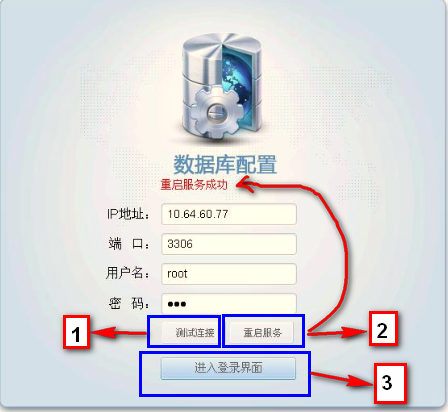 数据库配置
重启服务成功
IP地址： 10.64.60.77
端 口： 3306
用户名： root
密 码： ●●●
1 测试连接 重启服务 2
进入登录界面 3